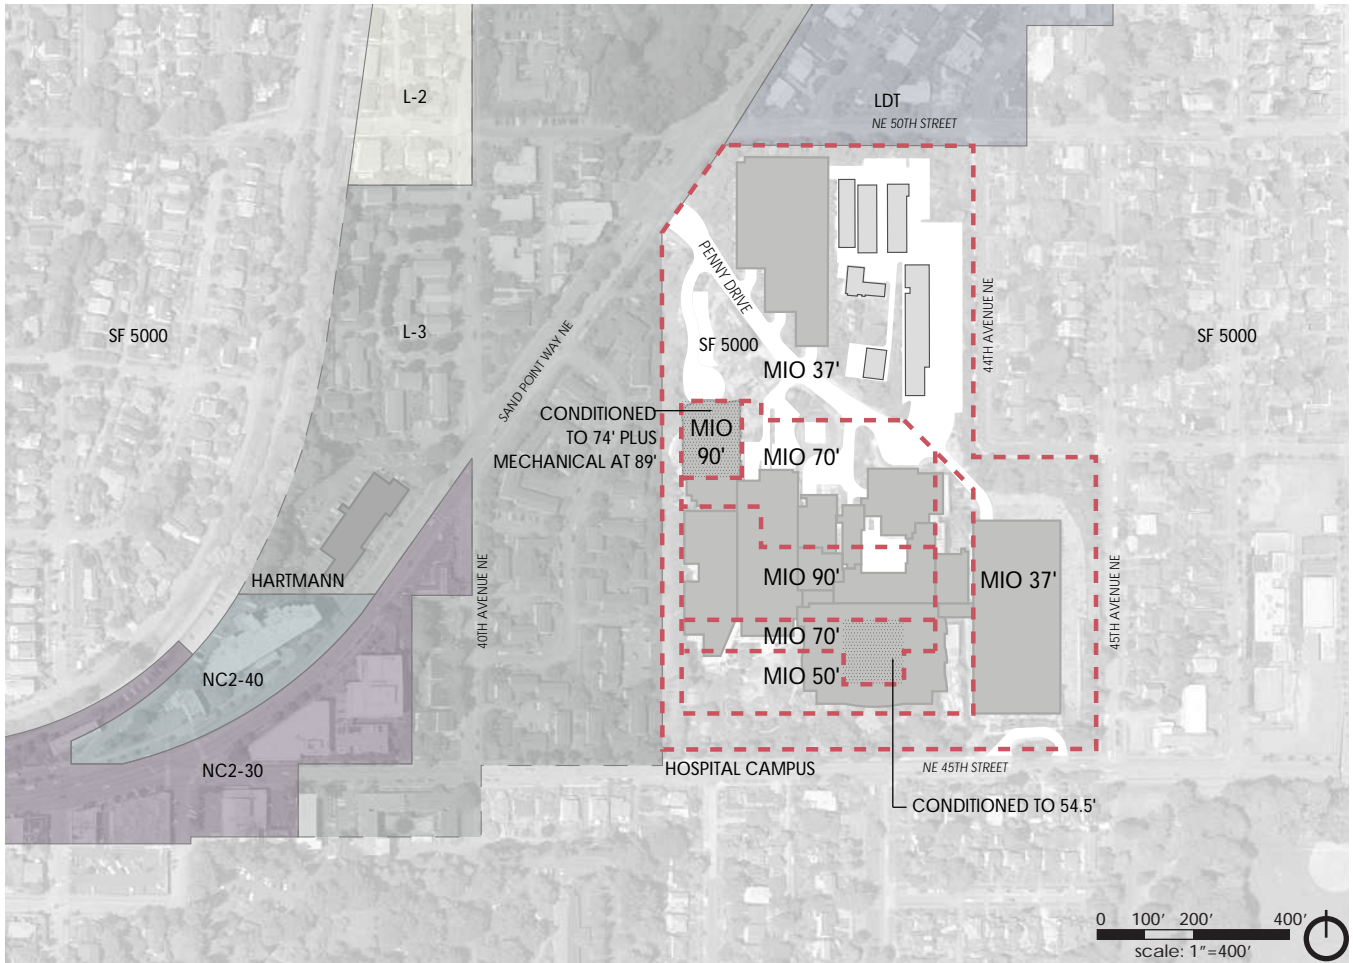 L-2
LDT
NE 50TH STREET
PENNY DRIVE
44TH AVENUE NE
SF 5000
L-3
SAND POINT WAY NE
SF 5000
SF 5000
MIO 37'
CONDITIONED
TO 74' PLUS
MECHANICAL AT 89'
MIO
90'
MIO 70'
HARTMANN
40TH AVENUE NE
MIO 90'
MIO 37'
45TH AVENUE NE
MIO 70'
MIO 50'
NC2-40
NC2-30
HOSPITAL CAMPUS
NE 45TH STREET
CONDITIONED TO 54.5'
0 100' 200' 400'
scale: 1"=400'